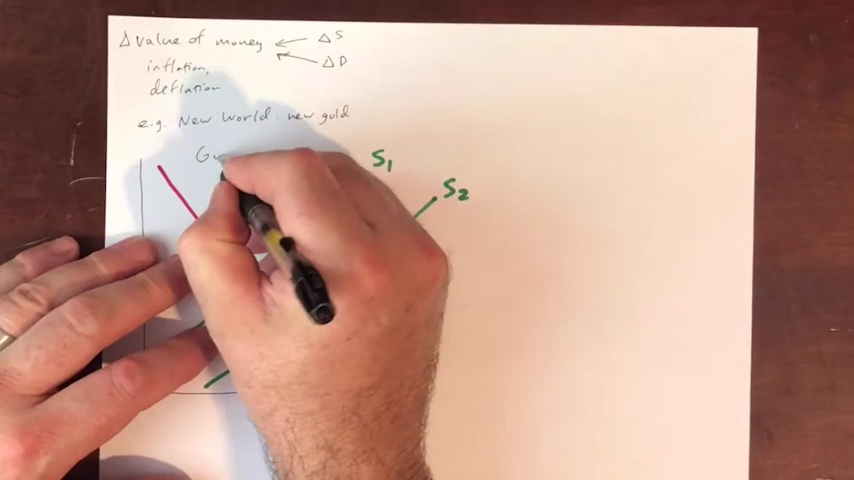 Δ value of money ← ΔS
← ΔD
inflation,
deflation
e.g. New World: new gold
S1
S2